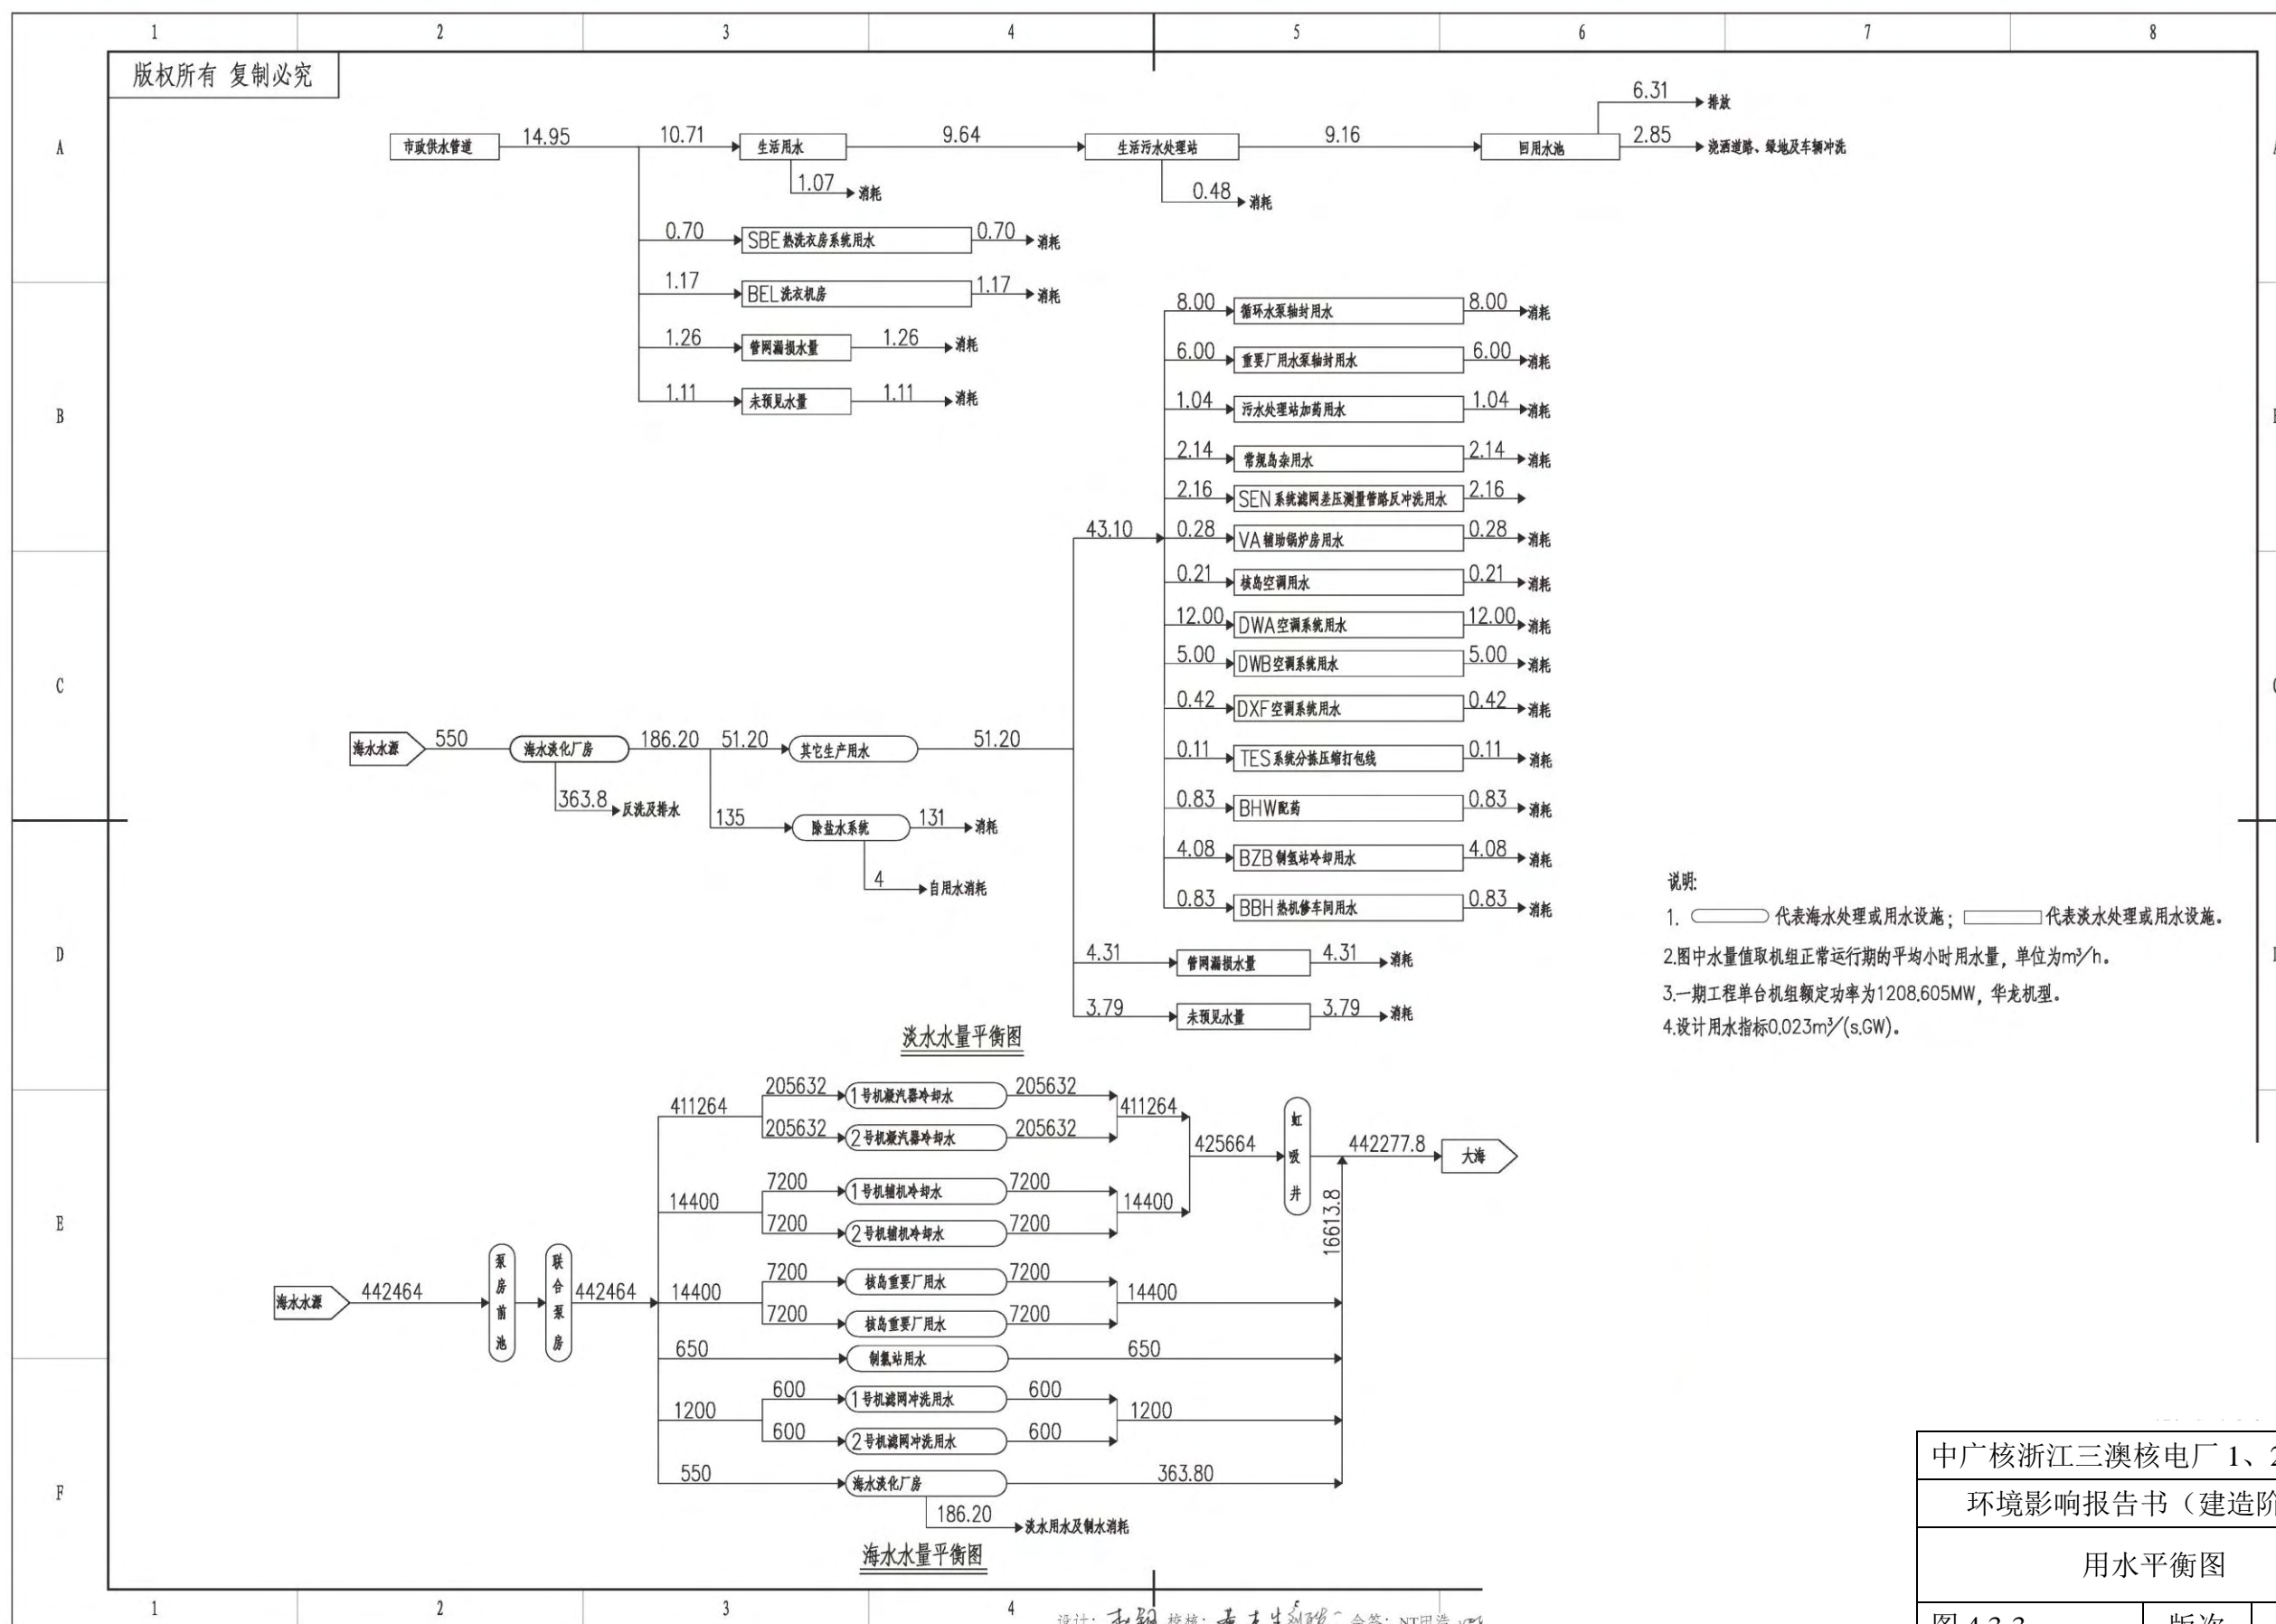 1 2 3 4 5 6 7 8
版权所有 复制必究
6.31 排放
A 市政供水管道 14.95 10.71 生活用水 9.64 生活污水处理站 9.16 回用水池 2.85 浇洒道路、绿地及车辆冲洗
1.07 消耗 0.48 消耗
0.70 SBE热洗衣房系统用水 0.70 消耗
1.17 BEL洗衣机房 1.17 消耗
1.26 管网漏损水量 1.26 消耗
1.11 未预见水量 1.11 消耗
B
8.00 循环水泵轴封用水 8.00 消耗
6.00 重要厂用水泵轴封用水 6.00 消耗
1.04 污水处理站加药用水 1.04 消耗
2.14 常规岛杂用水 2.14 消耗
2.16 SEN系统滤网差压测量管路反冲洗用水 2.16
43.10 0.28 VA辅助锅炉房用水 0.28 消耗
0.21 核岛空调用水 0.21 消耗
12.00 DWA空调系统用水 12.00 消耗
5.00 DWB空调系统用水 5.00 消耗
C
0.42 DXF空调系统用水 0.42 消耗
海水水源 550 海水淡化厂房 186.20 51.20 其它生产用水 51.20
0.11 TES系统分拣压缩打包线 0.11 消耗
363.8 反洗及排水
0.83 BHW配药 0.83 消耗
135 除盐水系统 131 消耗
4.08 BZB制氢站冷却用水 4.08 消耗
4 自用水消耗
0.83 BBH热机修车间用水 0.83 消耗
D
4.31 管网漏损水量 4.31 消耗
3.79 未预见水量 3.79 消耗
淡水水量平衡图
说明:
1. 代表海水处理或用水设施; 代表淡水处理或用水设施。
2.图中水量值取机组正常运行期的平均小时用水量, 单位为m³/h。
3.一期工程单台机组额定功率为1208.605MW, 华龙机型。
4.设计用水指标0.023m³/(s.GW)。
205632 1号机凝汽器冷却水 205632
411264 411264
205632 2号机凝汽器冷却水 205632
425664 虹吸井 442277.8 大海
7200 1号机辅机冷却水 7200
14400 14400
7200 2号机辅机冷却水 7200
16613.8
E
7200 核岛重要厂用水 7200
海水水源 442464 泵房前池 联合泵房 442464 14400 14400
7200 核岛重要厂用水 7200
650 制氯站用水 650
600 1号机滤网冲洗用水 600
1200 1200
600 2号机滤网冲洗用水 600
F
550 海水淡化厂房 363.80
186.20 淡水用水及制水消耗
海水水量平衡图
中广核浙江三澳核电厂 1、2
环境影响报告书（建造阶
用水平衡图
图 4.3-3 版次
1 2 3 4 5
设计: 校核: 会签: